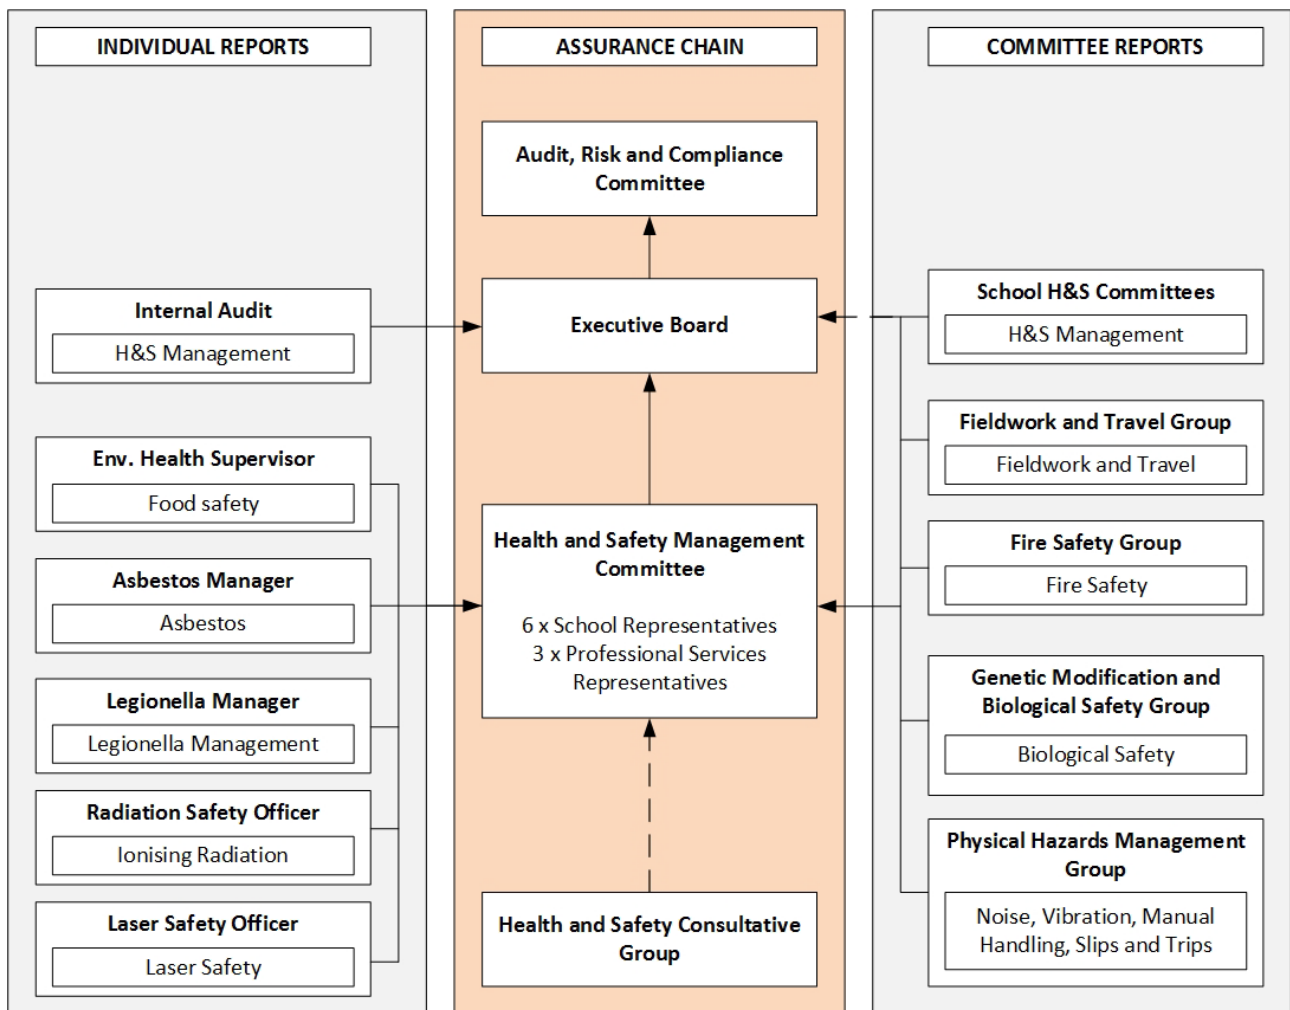 INDIVIDUAL REPORTS
Internal Audit
H&S Management
Env. Health Supervisor
Food safety
Asbestos Manager
Asbestos
Legionella Manager
Legionella Management
Radiation Safety Officer
Ionising Radiation
Laser Safety Officer
Laser Safety
ASSURANCE CHAIN
Audit, Risk and Compliance
Committee
Executive Board
Health and Safety Management
Committee
6 x School Representatives
3 x Professional Services
Representatives
Health and Safety Consultative
Group
COMMITTEE REPORTS
School H&S Committees
H&S Management
Fieldwork and Travel Group
Fieldwork and Travel
Fire Safety Group
Fire Safety
Genetic Modification and
Biological Safety Group
Biological Safety
Physical Hazards Management
Group
Noise, Vibration, Manual
Handling, Slips and Trips